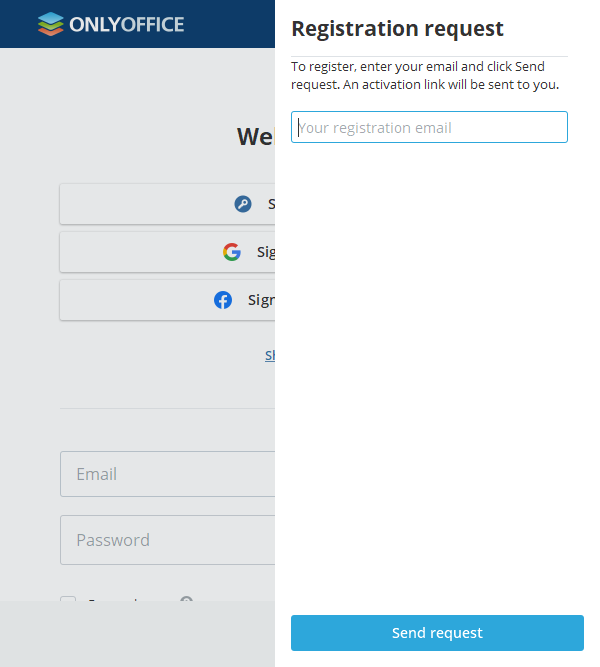 ONLYOFFICE
Registration request
To register, enter your email and click Send
request. An activation link will be sent to you.
Your registration email
Send request
We
S
Sig
Sign
Sh
Email
Password